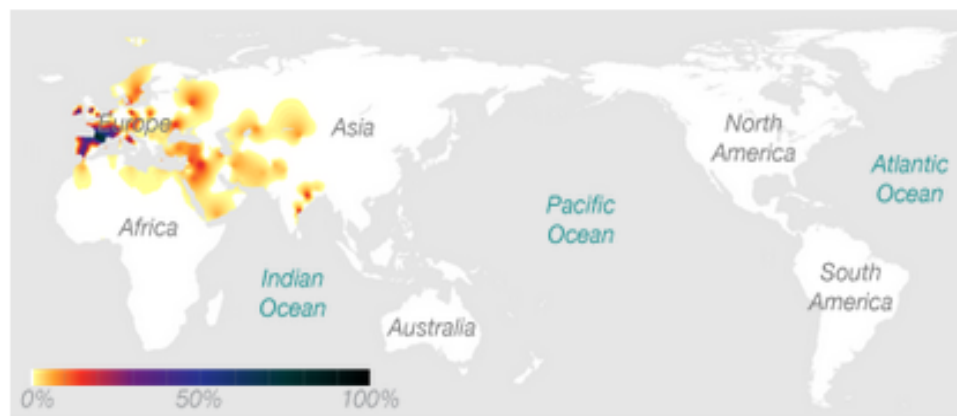 Europe
Asia
North
America
Atlantic
Ocean
Africa
Pacific
Ocean
Indian
Ocean
South
America
Australia
0%
50%
100%